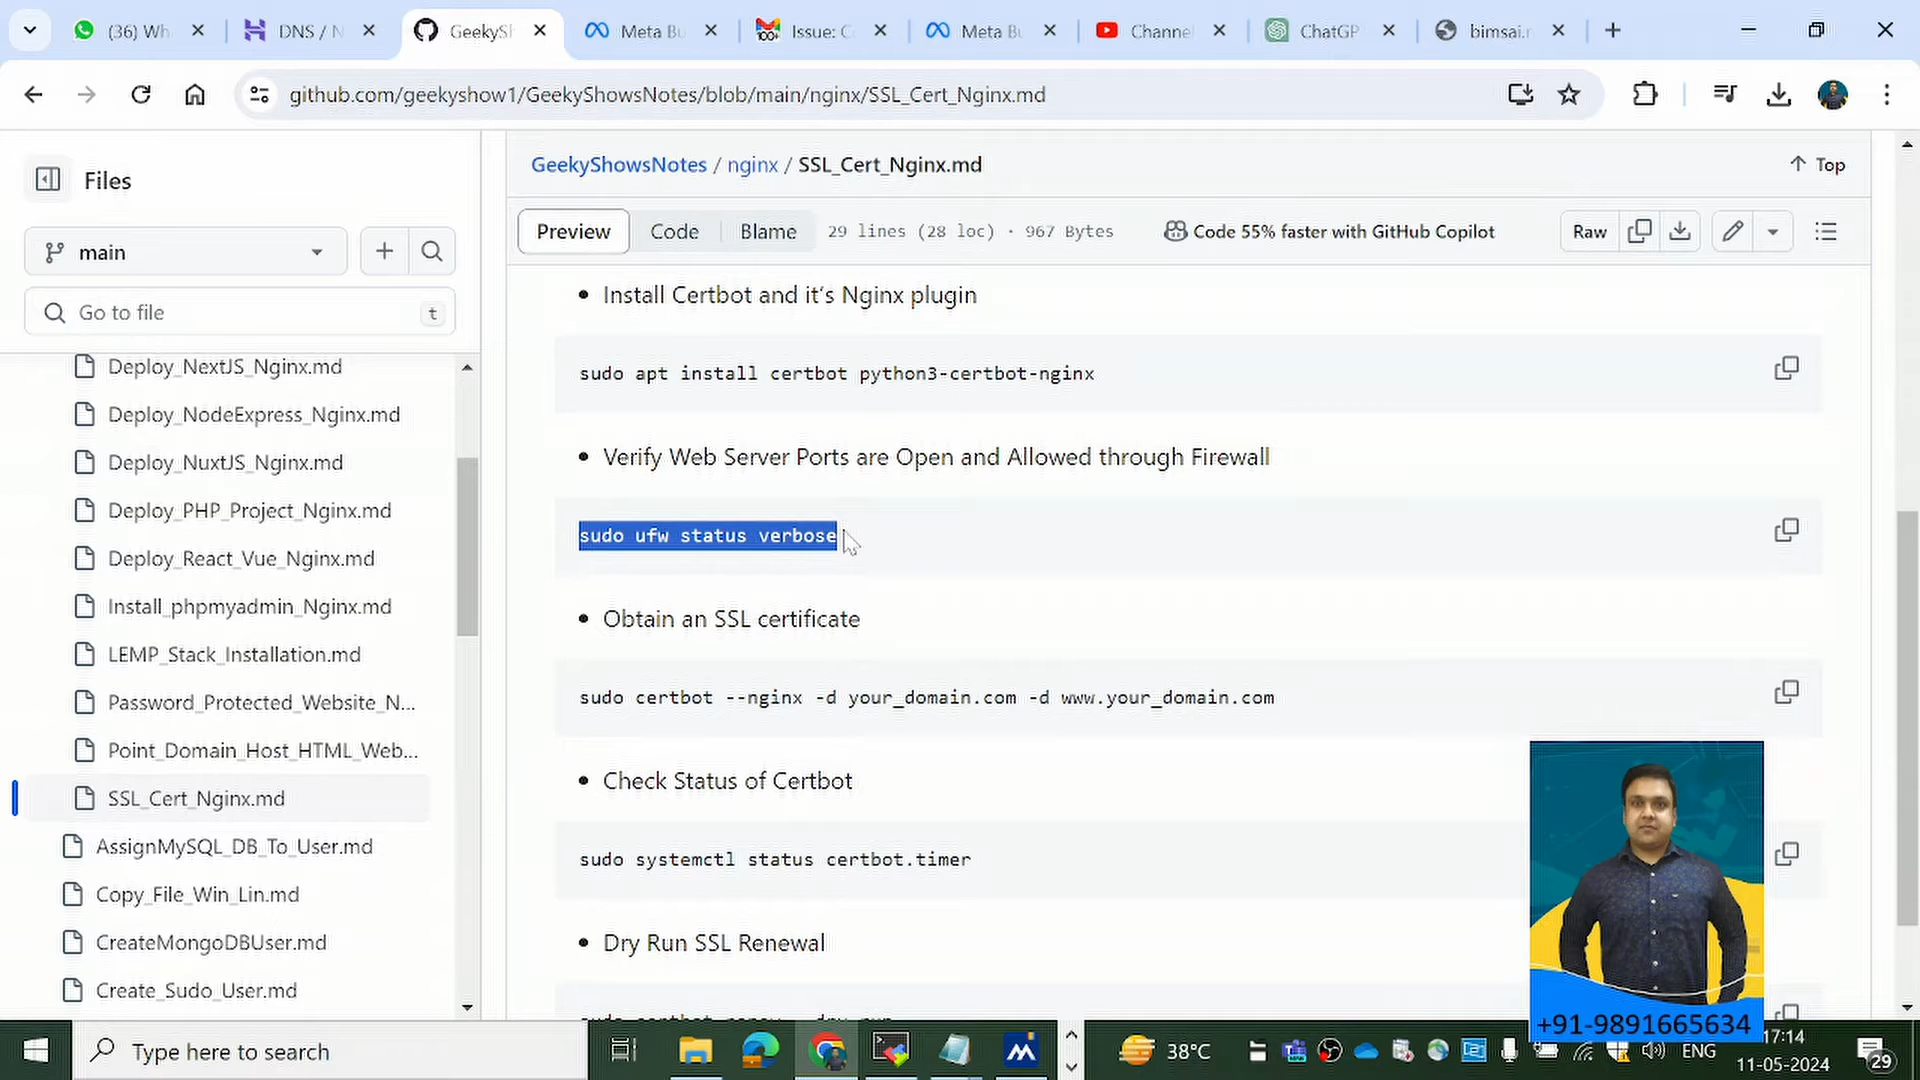 (36) Wh
DNS / N
GeekySh
Meta Bu
Issue: C
Meta Bu
Channel
ChatGP
bimsai.r
github.com/geekyshow1/GeekyShowsNotes/blob/main/nginx/SSL_Cert_Nginx.md
Files
main
Go to file
t
Deploy_NextJS_Nginx.md
Deploy_NodeExpress_Nginx.md
Deploy_NuxtJS_Nginx.md
Deploy_PHP_Project_Nginx.md
Deploy_React_Vue_Nginx.md
Install_phpmyadmin_Nginx.md
LEMP_Stack_Installation.md
Password_Protected_Website_N...
Point_Domain_Host_HTML_Web...
SSL_Cert_Nginx.md
AssignMySQL_DB_To_User.md
Copy_File_Win_Lin.md
CreateMongoDBUser.md
Create_Sudo_User.md
GeekyShowsNotes / nginx / SSL_Cert_Nginx.md
Top
Preview Code Blame 29 lines (28 loc) · 967 Bytes Code 55% faster with GitHub Copilot Raw
• Install Certbot and it's Nginx plugin
sudo apt install certbot python3-certbot-nginx
• Verify Web Server Ports are Open and Allowed through Firewall
sudo ufw status verbose
• Obtain an SSL certificate
sudo certbot --nginx -d your_domain.com -d www.your_domain.com
• Check Status of Certbot
sudo systemctl status certbot.timer
• Dry Run SSL Renewal
+91-9891665634
Type here to search
38°C
ENG
17:14
11-05-2024
29